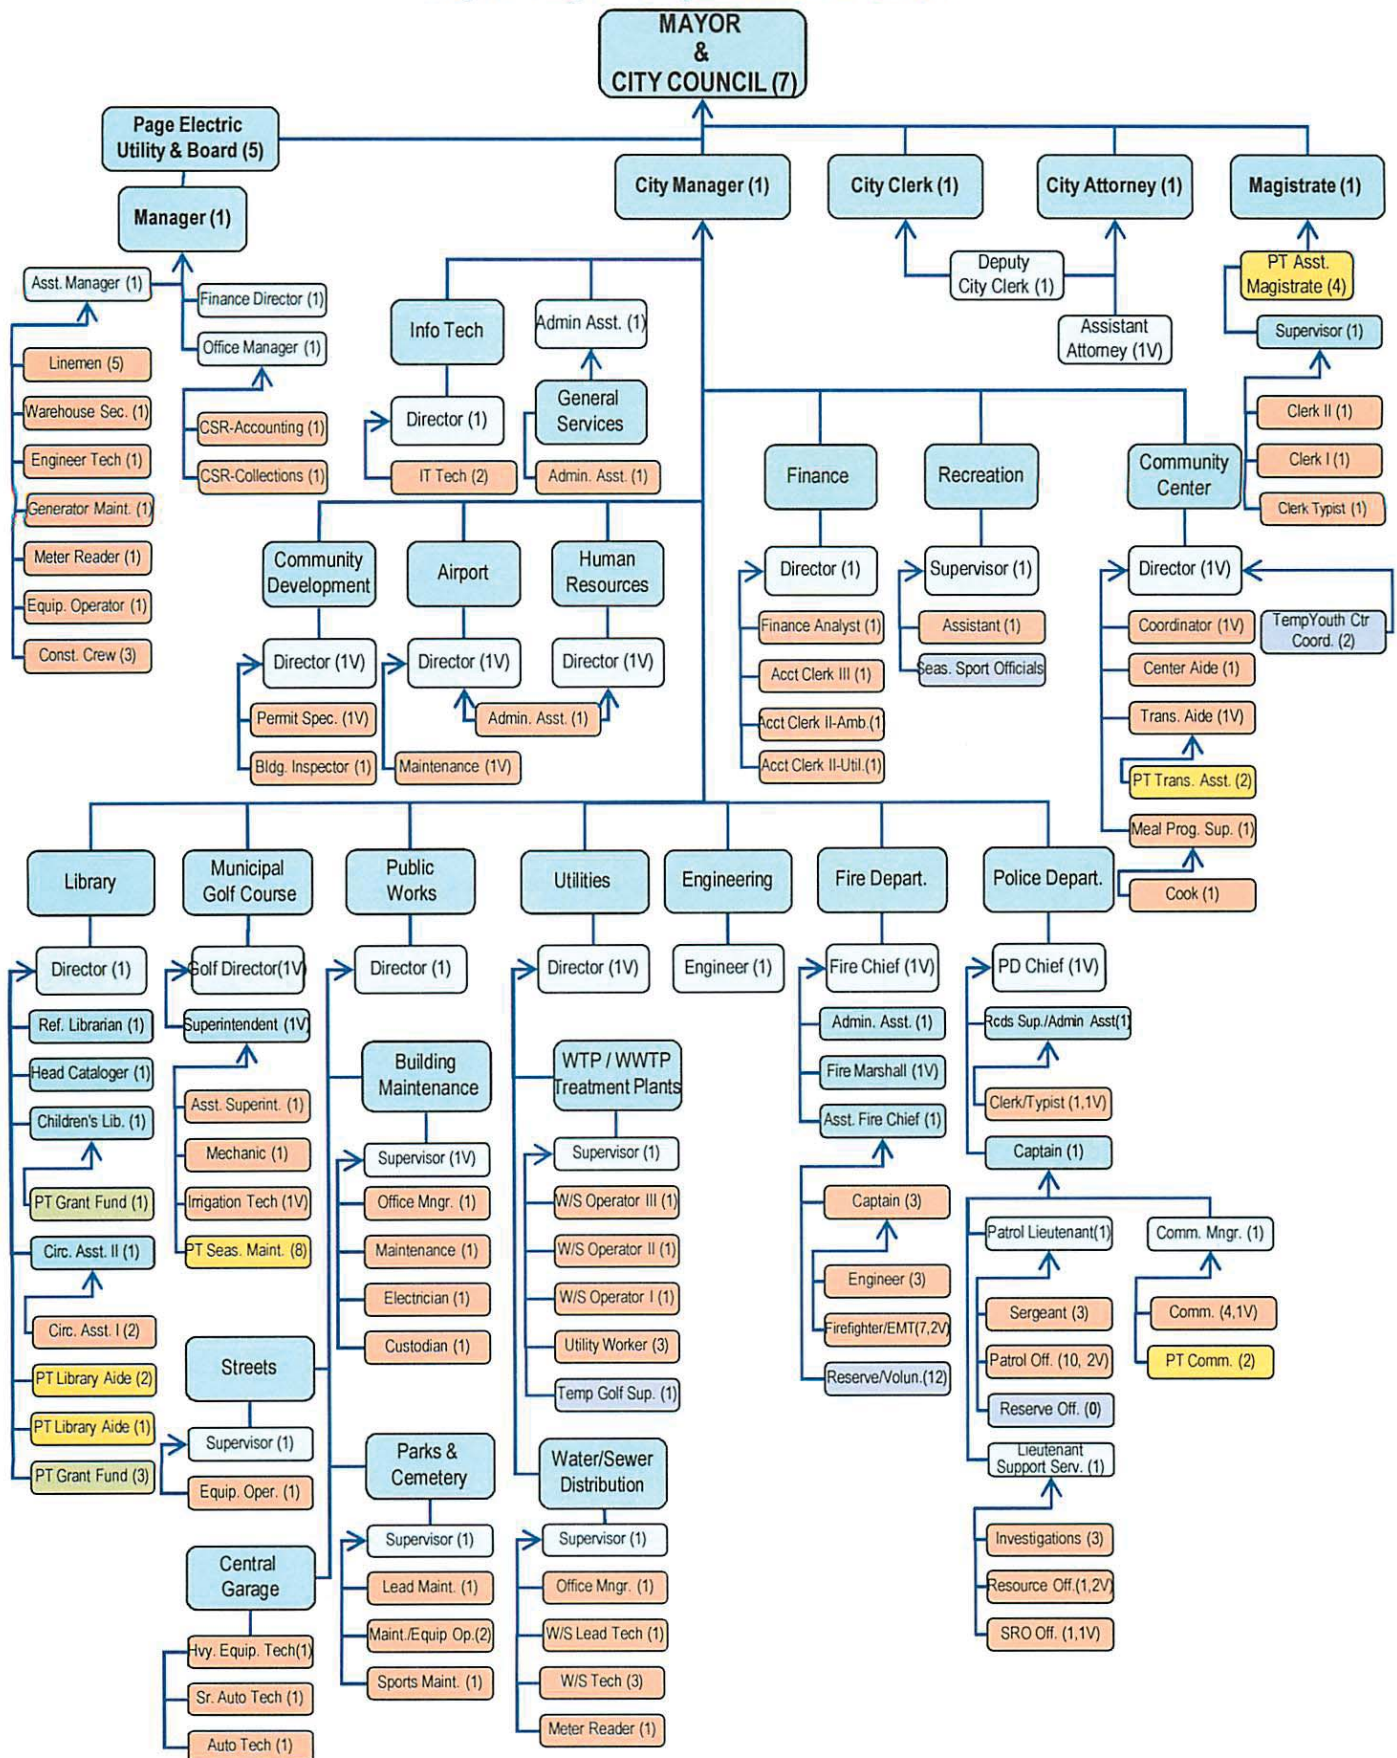 MAYOR
&
CITY COUNCIL (7)
Page Electric
Utility & Board (5)
Manager (1)
City Manager (1)
City Clerk (1)
City Attorney (1)
Magistrate (1)
Asst. Manager (1)
Finance Director (1)
Office Manager (1)
Linemen (5)
Warehouse Sec. (1)
Engineer Tech (1)
Generator Maint. (1)
Meter Reader (1)
Equip. Operator (1)
Const. Crew (3)
CSR-Accounting (1)
CSR-Collections (1)
Deputy
City Clerk (1)
Assistant
Attorney (1V)
PT Asst.
Magistrate (4)
Supervisor (1)
Clerk II (1)
Clerk I (1)
Clerk Typist (1)
Info Tech
Director (1)
IT Tech (2)
Admin Asst. (1)
General
Services
Admin. Asst. (1)
Community
Development
Director (1V)
Permit Spec. (1V)
Bldg. Inspector (1)
Airport
Director (1V)
Maintenance (1V)
Human
Resources
Director (1V)
Admin. Asst. (1)
Finance
Director (1)
Finance Analyst (1)
Acct Clerk III (1)
Acct Clerk II-Amb.(1
Acct Clerk II-Util.(1)
Recreation
Supervisor (1)
Assistant (1)
Seas. Sport Officials
Community
Center
Director (1V)
Coordinator (1V)
Center Aide (1)
Trans. Aide (1V)
PT Trans. Asst. (2)
Meal Prog. Sup. (1)
Cook (1)
TempYouth Ctr
Coord. (2)
Library
Director (1)
Ref. Librarian (1)
Head Cataloger (1)
Children's Lib. (1)
PT Grant Fund (1)
Circ. Asst. II (1)
Circ. Asst. I (2)
PT Library Aide (2)
PT Library Aide (1)
PT Grant Fund (3)
Municipal
Golf Course
Golf Director(1V)
Superintendent (1V)
Asst. Superint. (1)
Mechanic (1)
Irrigation Tech (1V)
PT Seas. Maint. (8)
Public
Works
Director (1)
Building
Maintenance
Supervisor (1V)
Office Mngr. (1)
Maintenance (1)
Electrician (1)
Custodian (1)
Streets
Supervisor (1)
Equip. Oper. (1)
Parks &
Cemetery
Supervisor (1)
Lead Maint. (1)
Maint./Equip Op.(2)
Sports Maint. (1)
Central
Garage
Hvy. Equip. Tech(1)
Sr. Auto Tech (1)
Auto Tech (1)
Utilities
Director (1V)
WTP / WWTP
Treatment Plants
Supervisor (1)
W/S Operator III (1)
W/S Operator II (1)
W/S Operator I (1)
Utility Worker (3)
Temp Golf Sup. (1)
Water/Sewer
Distribution
Supervisor (1)
Office Mngr. (1)
W/S Lead Tech (1)
W/S Tech (3)
Meter Reader (1)
Engineering
Engineer (1)
Fire Depart.
Fire Chief (1V)
Admin. Asst. (1)
Fire Marshall (1V)
Asst. Fire Chief (1)
Captain (3)
Engineer (3)
Firefighter/EMT(7,2V)
Reserve/Volun.(12)
Police Depart.
PD Chief (1V)
Rcds Sup./Admin Asst(1)
Clerk/Typist (1,1V)
Captain (1)
Patrol Lieutenant(1)
Sergeant (3)
Patrol Off. (10, 2V)
Reserve Off. (0)
Lieutenant
Support Serv. (1)
Investigations (3)
Resource Off.(1,2V)
SRO Off. (1,1V)
Comm. Mngr. (1)
Comm. (4,1V)
PT Comm. (2)